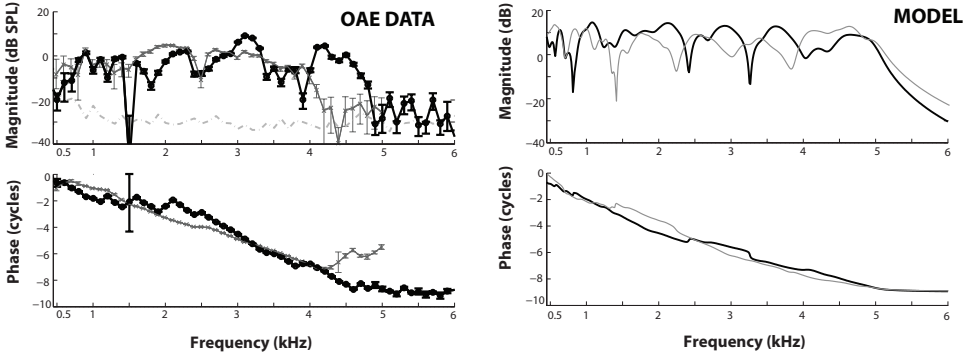 OAE DATA
Magnitude (dB SPL)
20
0
−20
−40
0.5 1 2 3 4 5 6
Phase (cycles)
0
−2
−4
−6
−8
−10
0.5 1 2 3 4 5 6
Frequency (kHz)
MODEL
Magnitude (dB)
20
0
−20
−40
0.5 1 2 3 4 5 6
Phase (cycles)
0
−2
−4
−6
−8
−10
0.5 1 2 3 4 5 6
Frequency (kHz)